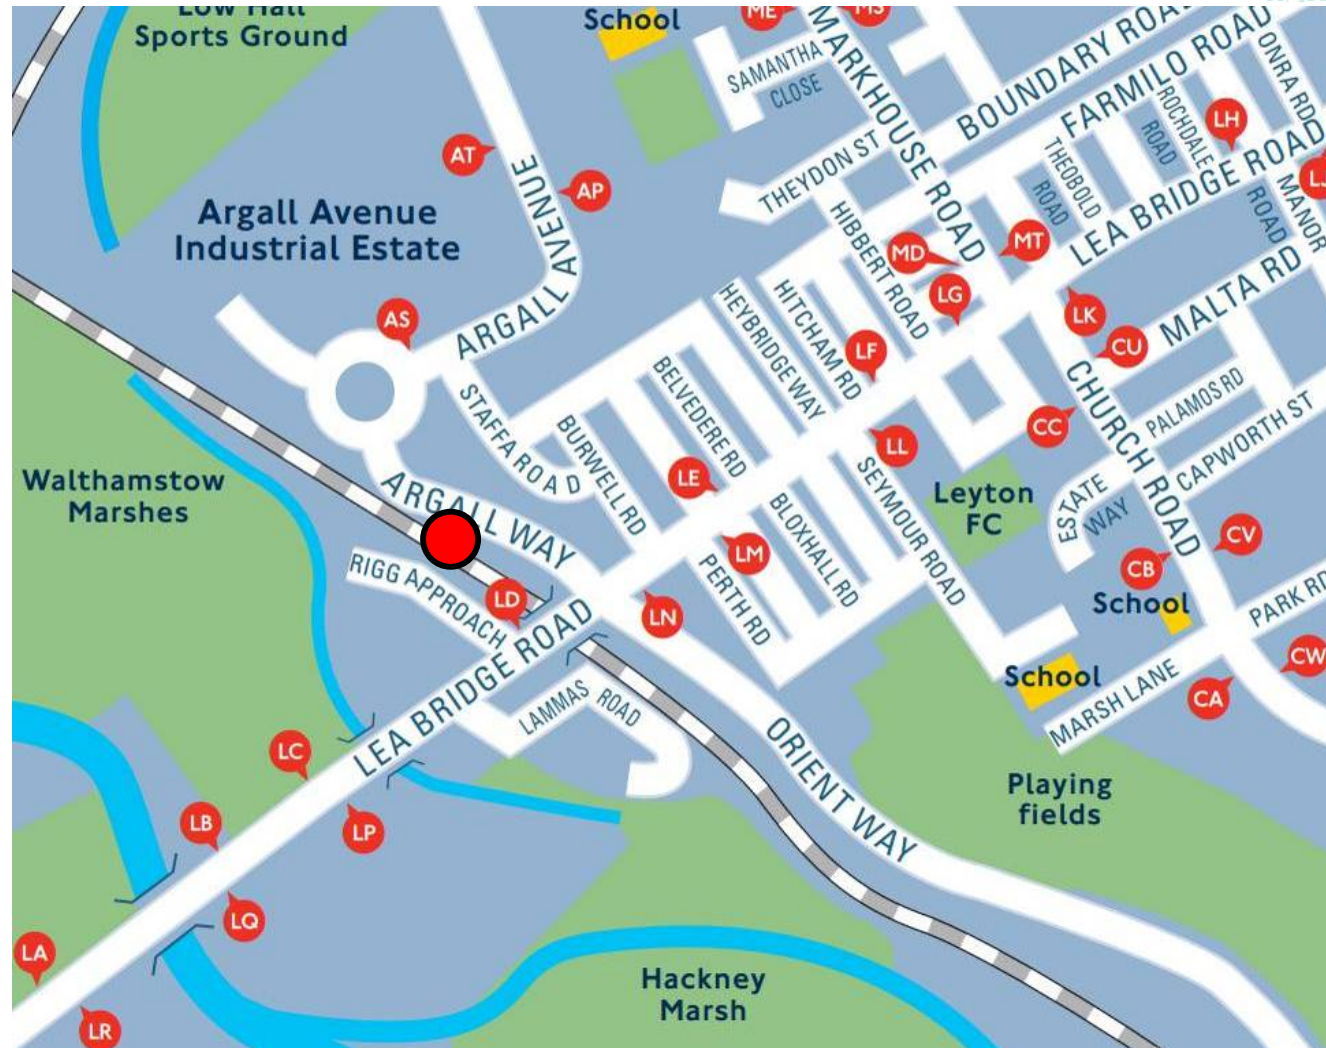 Low Hall
Sports Ground
School
ME
MS
SAMANTHA
CLOSE
MARKHOUSE ROAD
BOUNDARY ROAD
FARMILO ROAD
ROCHDALE
ROAD
LH
THEOBOLD
ROAD
LEA BRIDGE ROAD
MANOR
ROAD
MALTA RD
AT
AP
ARGALL AVENUE
AVENUE
THEYDON ST
HIBBERT ROAD
MD
MT
LG
LK
CU
Argall Avenue
Industrial Estate
AS
HEYBRIDGE WAY
HITCHAM RD
LF
BELVEDERE RD
STAFFA ROAD
BURWELL RD
LE
LL
CC
CHURCH ROAD
PALAMOS RD
CAPWORTH ST
Walthamstow
Marshes
ARGALL WAY
SEYMOUR ROAD
Leyton
FC
ESTATE
WAY
RIGG APPROACH
LD
LM
BLOXHALL RD
PERTH RD
CB
CV
School
PARK RD
LN
LEA BRIDGE ROAD
School
MARSH LANE
CA
CW
LAMMAS
ROAD
ORIENT WAY
LC
LP
LB
LQ
LA
LR
Playing
fields
Hackney
Marsh